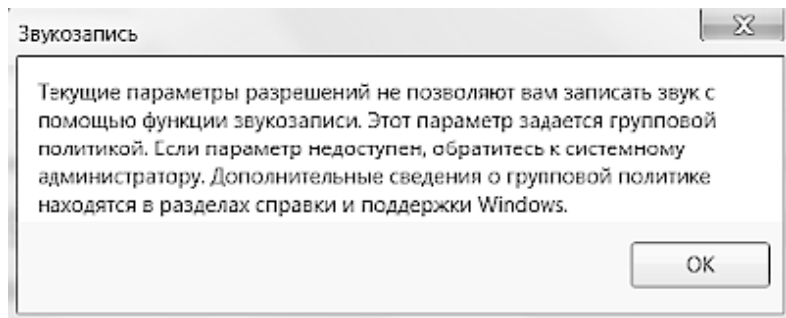 Звукозапись
Текущие параметры разрешений не позволяют вам записать звук с
помощью функции звукозаписи. Этот параметр задается групповой
политикой. Если параметр недоступен, обратитесь к системному
администратору. Дополнительные сведения о групповой политике
находятся в разделах справки и поддержки Windows.
OK